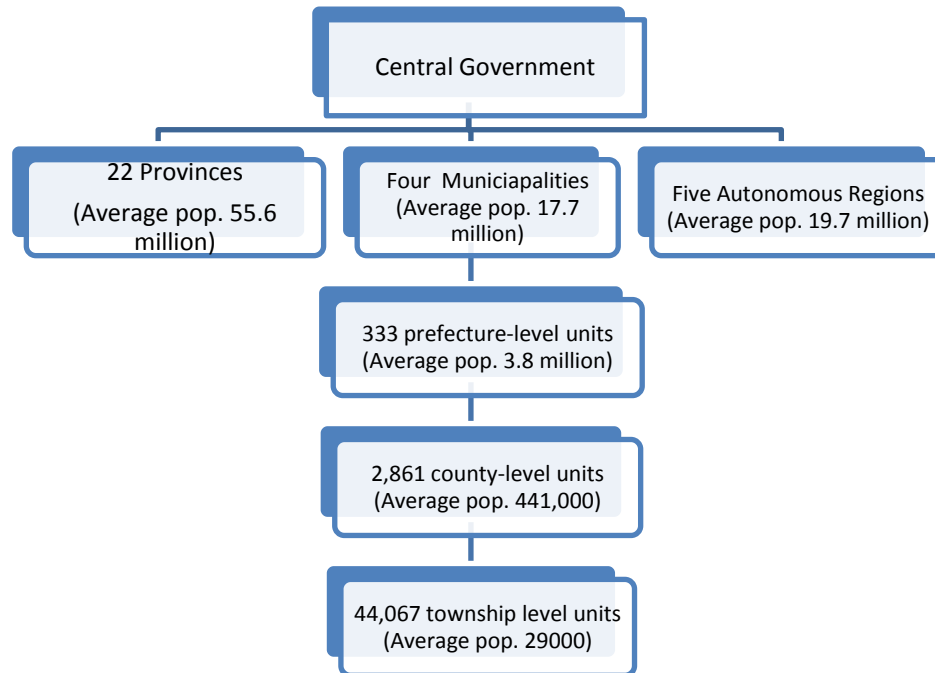 Central Government
22 Provinces
(Average pop. 55.6
million)
Four Municiapalities
(Average pop. 17.7
million)
Five Autonomous Regions
(Average pop. 19.7 million)
333 prefecture-level units
(Average pop. 3.8 million)
2,861 county-level units
(Average pop. 441,000)
44,067 township level units
(Average pop. 29000)